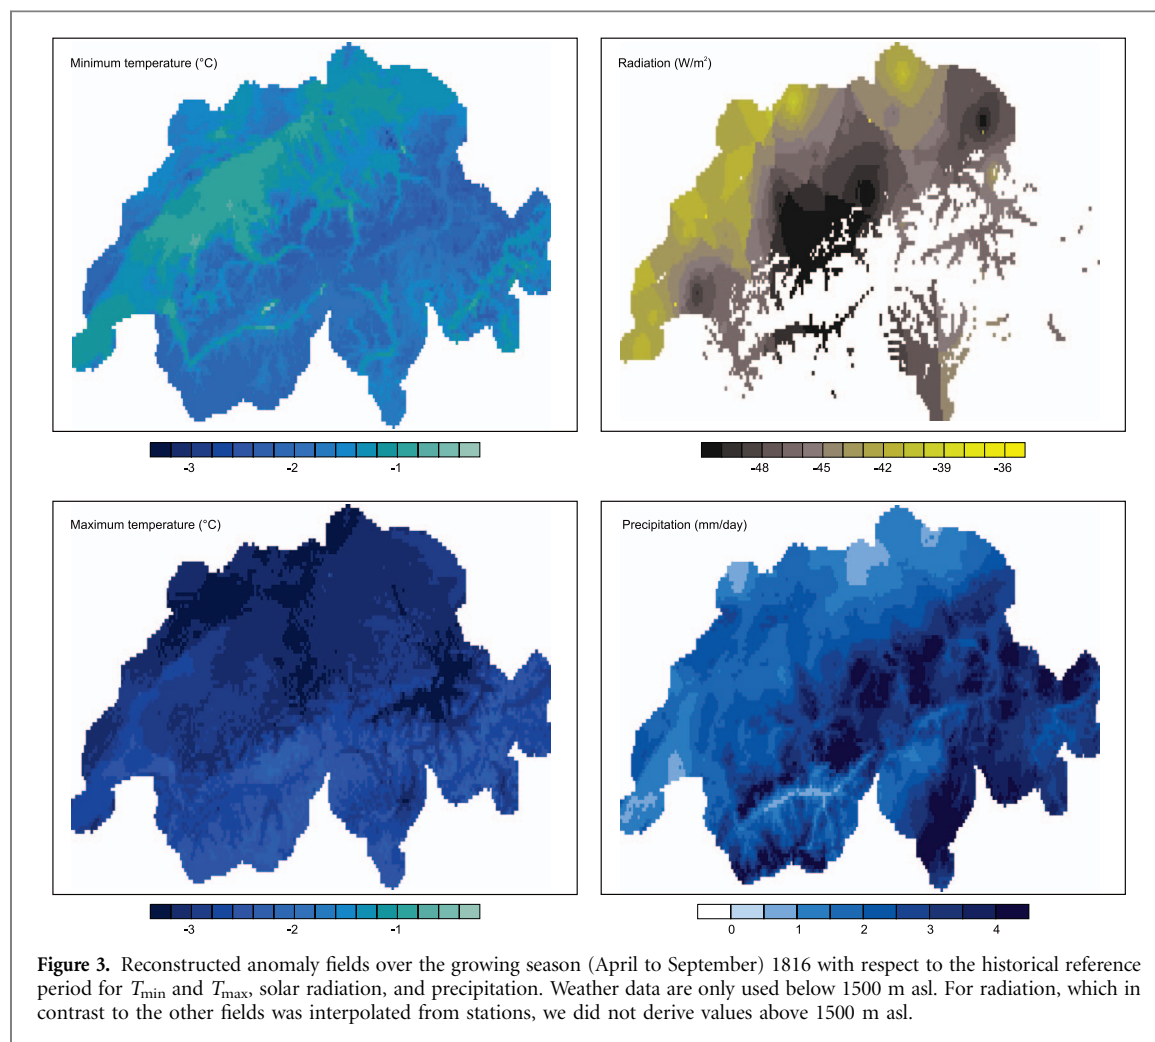 Minimum temperature (°C)
Radiation (W/m²)
-3 -2 -1
-48 -45 -42 -39 -36
Maximum temperature (°C)
Precipitation (mm/day)
-3 -2 -1
0 1 2 3 4
Figure 3. Reconstructed anomaly fields over the growing season (April to September) 1816 with respect to the historical reference
period for Tmin and Tmax, solar radiation, and precipitation. Weather data are only used below 1500 m asl. For radiation, which in
contrast to the other fields was interpolated from stations, we did not derive values above 1500 m asl.